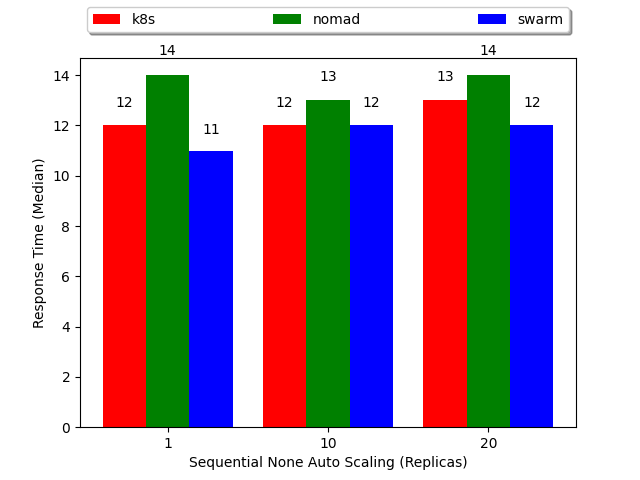 k8s nomad swarm
14 14
14 12 13 12 13 12 12
12 11
10
8
6
4
2
0
Response Time (Median)
1 10 20
Sequential None Auto Scaling (Replicas)